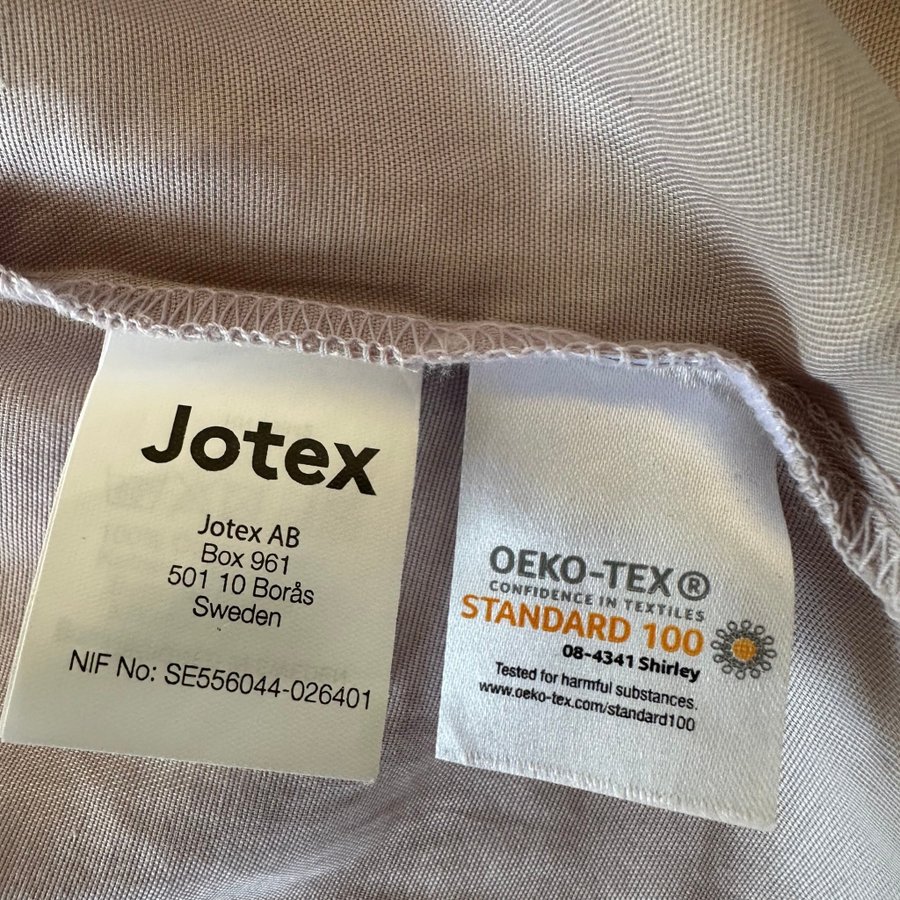 Jotex
Jotex AB
Box 961
501 10 Borås
Sweden
NIF No: SE556044-026401
OEKO-TEX®
CONFIDENCE IN TEXTILES
STANDARD 100
08-4341 Shirley
Tested for harmful substances.
www.oeko-tex.com/standard100